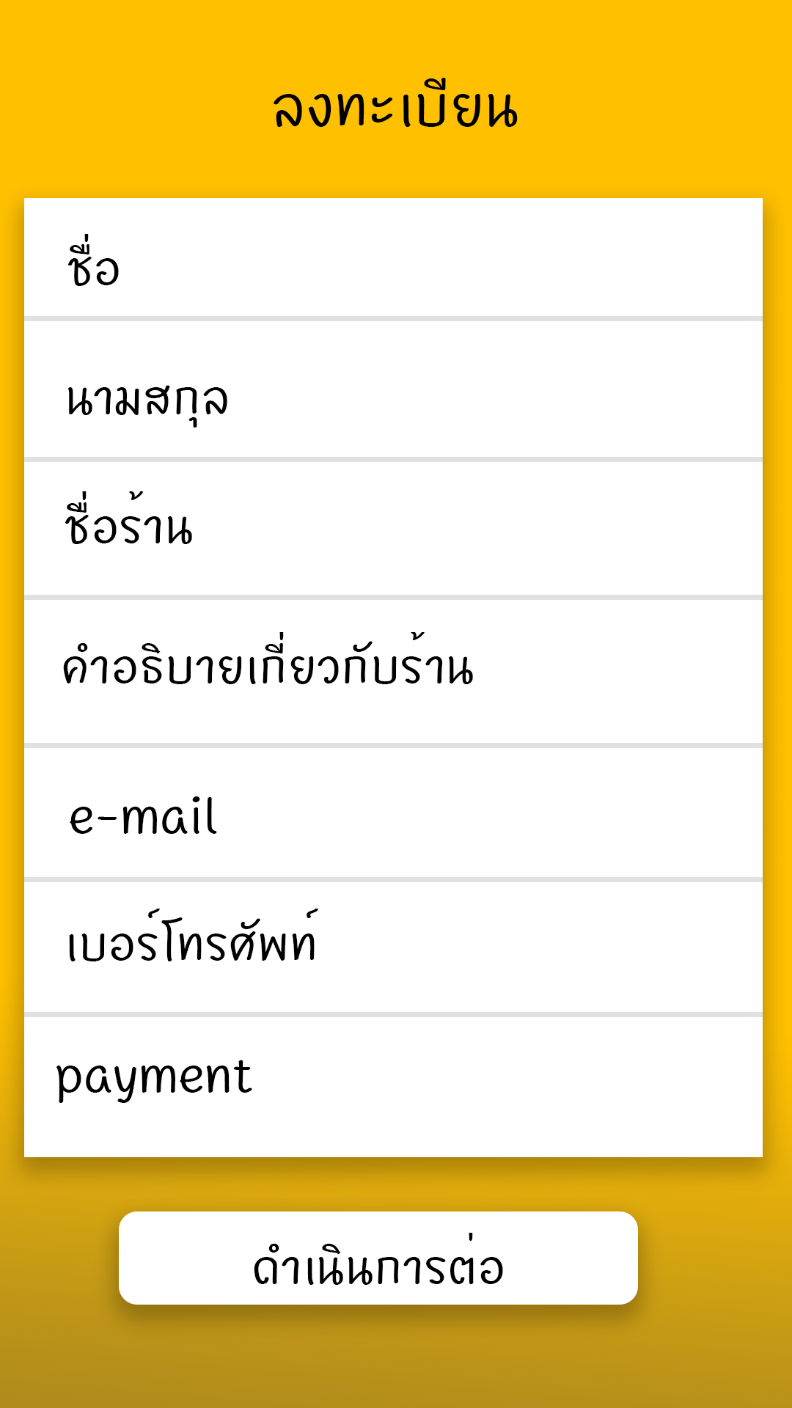 ลงทะเบียน
ชื่อ
นามสกุล
ชื่อร้าน
คำอธิบายเกี่ยวกับร้าน
e-mail
เบอร์โทรศัพท์
payment
ดำเนินการต่อ